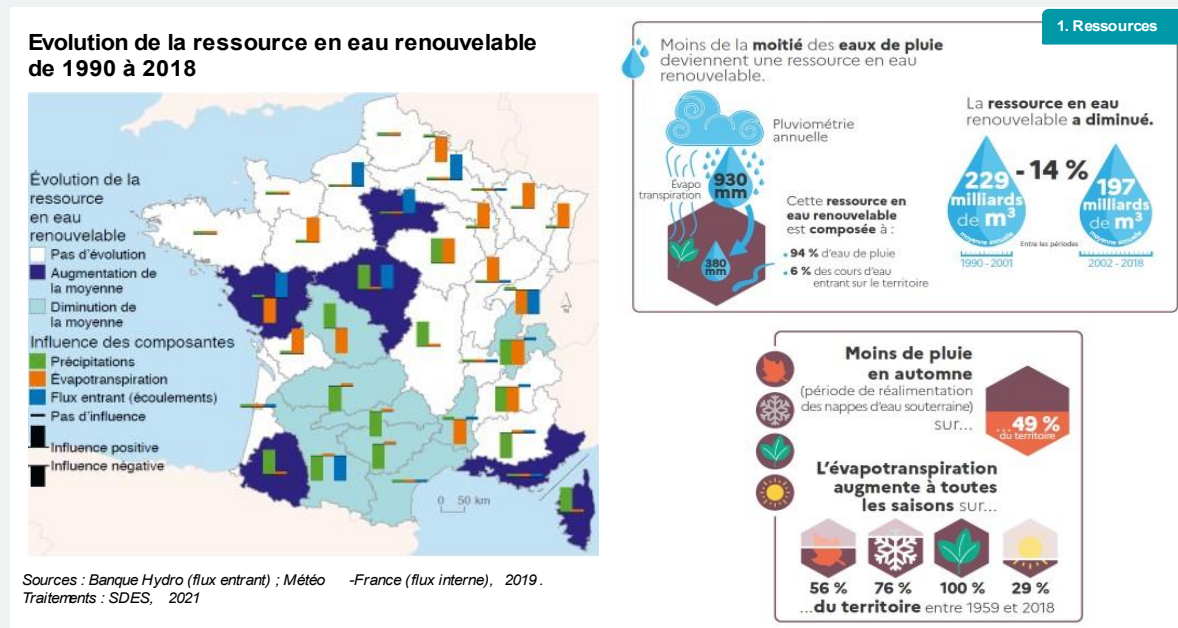 1. Ressources
Evolution de la ressource en eau renouvelable
de 1990 à 2018
Évolution de la
ressource
en eau
renouvelable
Pas d'évolution
Augmentation de
la moyenne
Diminution de
la moyenne
Influence des composantes
Précipitations
Évapotranspiration
Flux entrant (écoulements)
Pas d'influence
Influence positive
Influence négative
N
0 50 km
Sources : Banque Hydro (flux entrant) ; Météo -France (flux interne), 2019.
Traitements : SDES, 2021
Moins de la moitié des eaux de pluie
deviennent une ressource en eau
renouvelable.
Pluviométrie
annuelle
Évapo
transpiration
930
mm
380
mm
Cette ressource en
eau renouvelable
est composée à :
94 % d'eau de pluie
6 % des cours d'eau
entrant sur le territoire
La ressource en eau
renouvelable a diminué.
229
milliards
de m³
moyenne annuelle
1990 - 2001
- 14 %
Entre les périodes
197
milliards
de m³
moyenne annuelle
2002 - 2018
Moins de pluie
en automne
(période de réalimentation
des nappes d'eau souterraine)
sur...
...49 %
du territoire
L'évapotranspiration
augmente à toutes
les saisons sur...
56 % 76 % 100 % 29 %
...du territoire entre 1959 et 2018